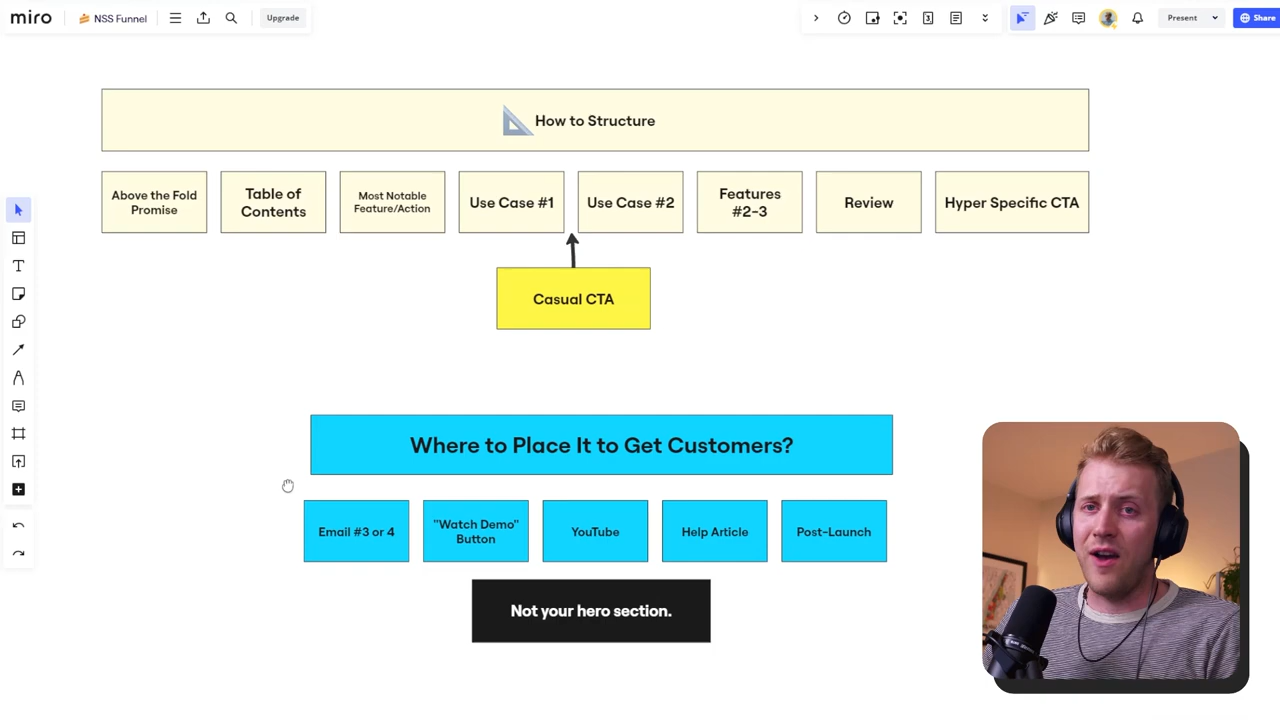 miro
NSS Funnel
Upgrade
3
Present
Share
How to Structure
Above the Fold
Promise
Table of
Contents
Most Notable
Feature/Action
Use Case #1
Use Case #2
Features
#2-3
Review
Hyper Specific CTA
Casual CTA
Where to Place It to Get Customers?
Email #3 or 4
"Watch Demo"
Button
YouTube
Help Article
Post-Launch
Not your hero section.